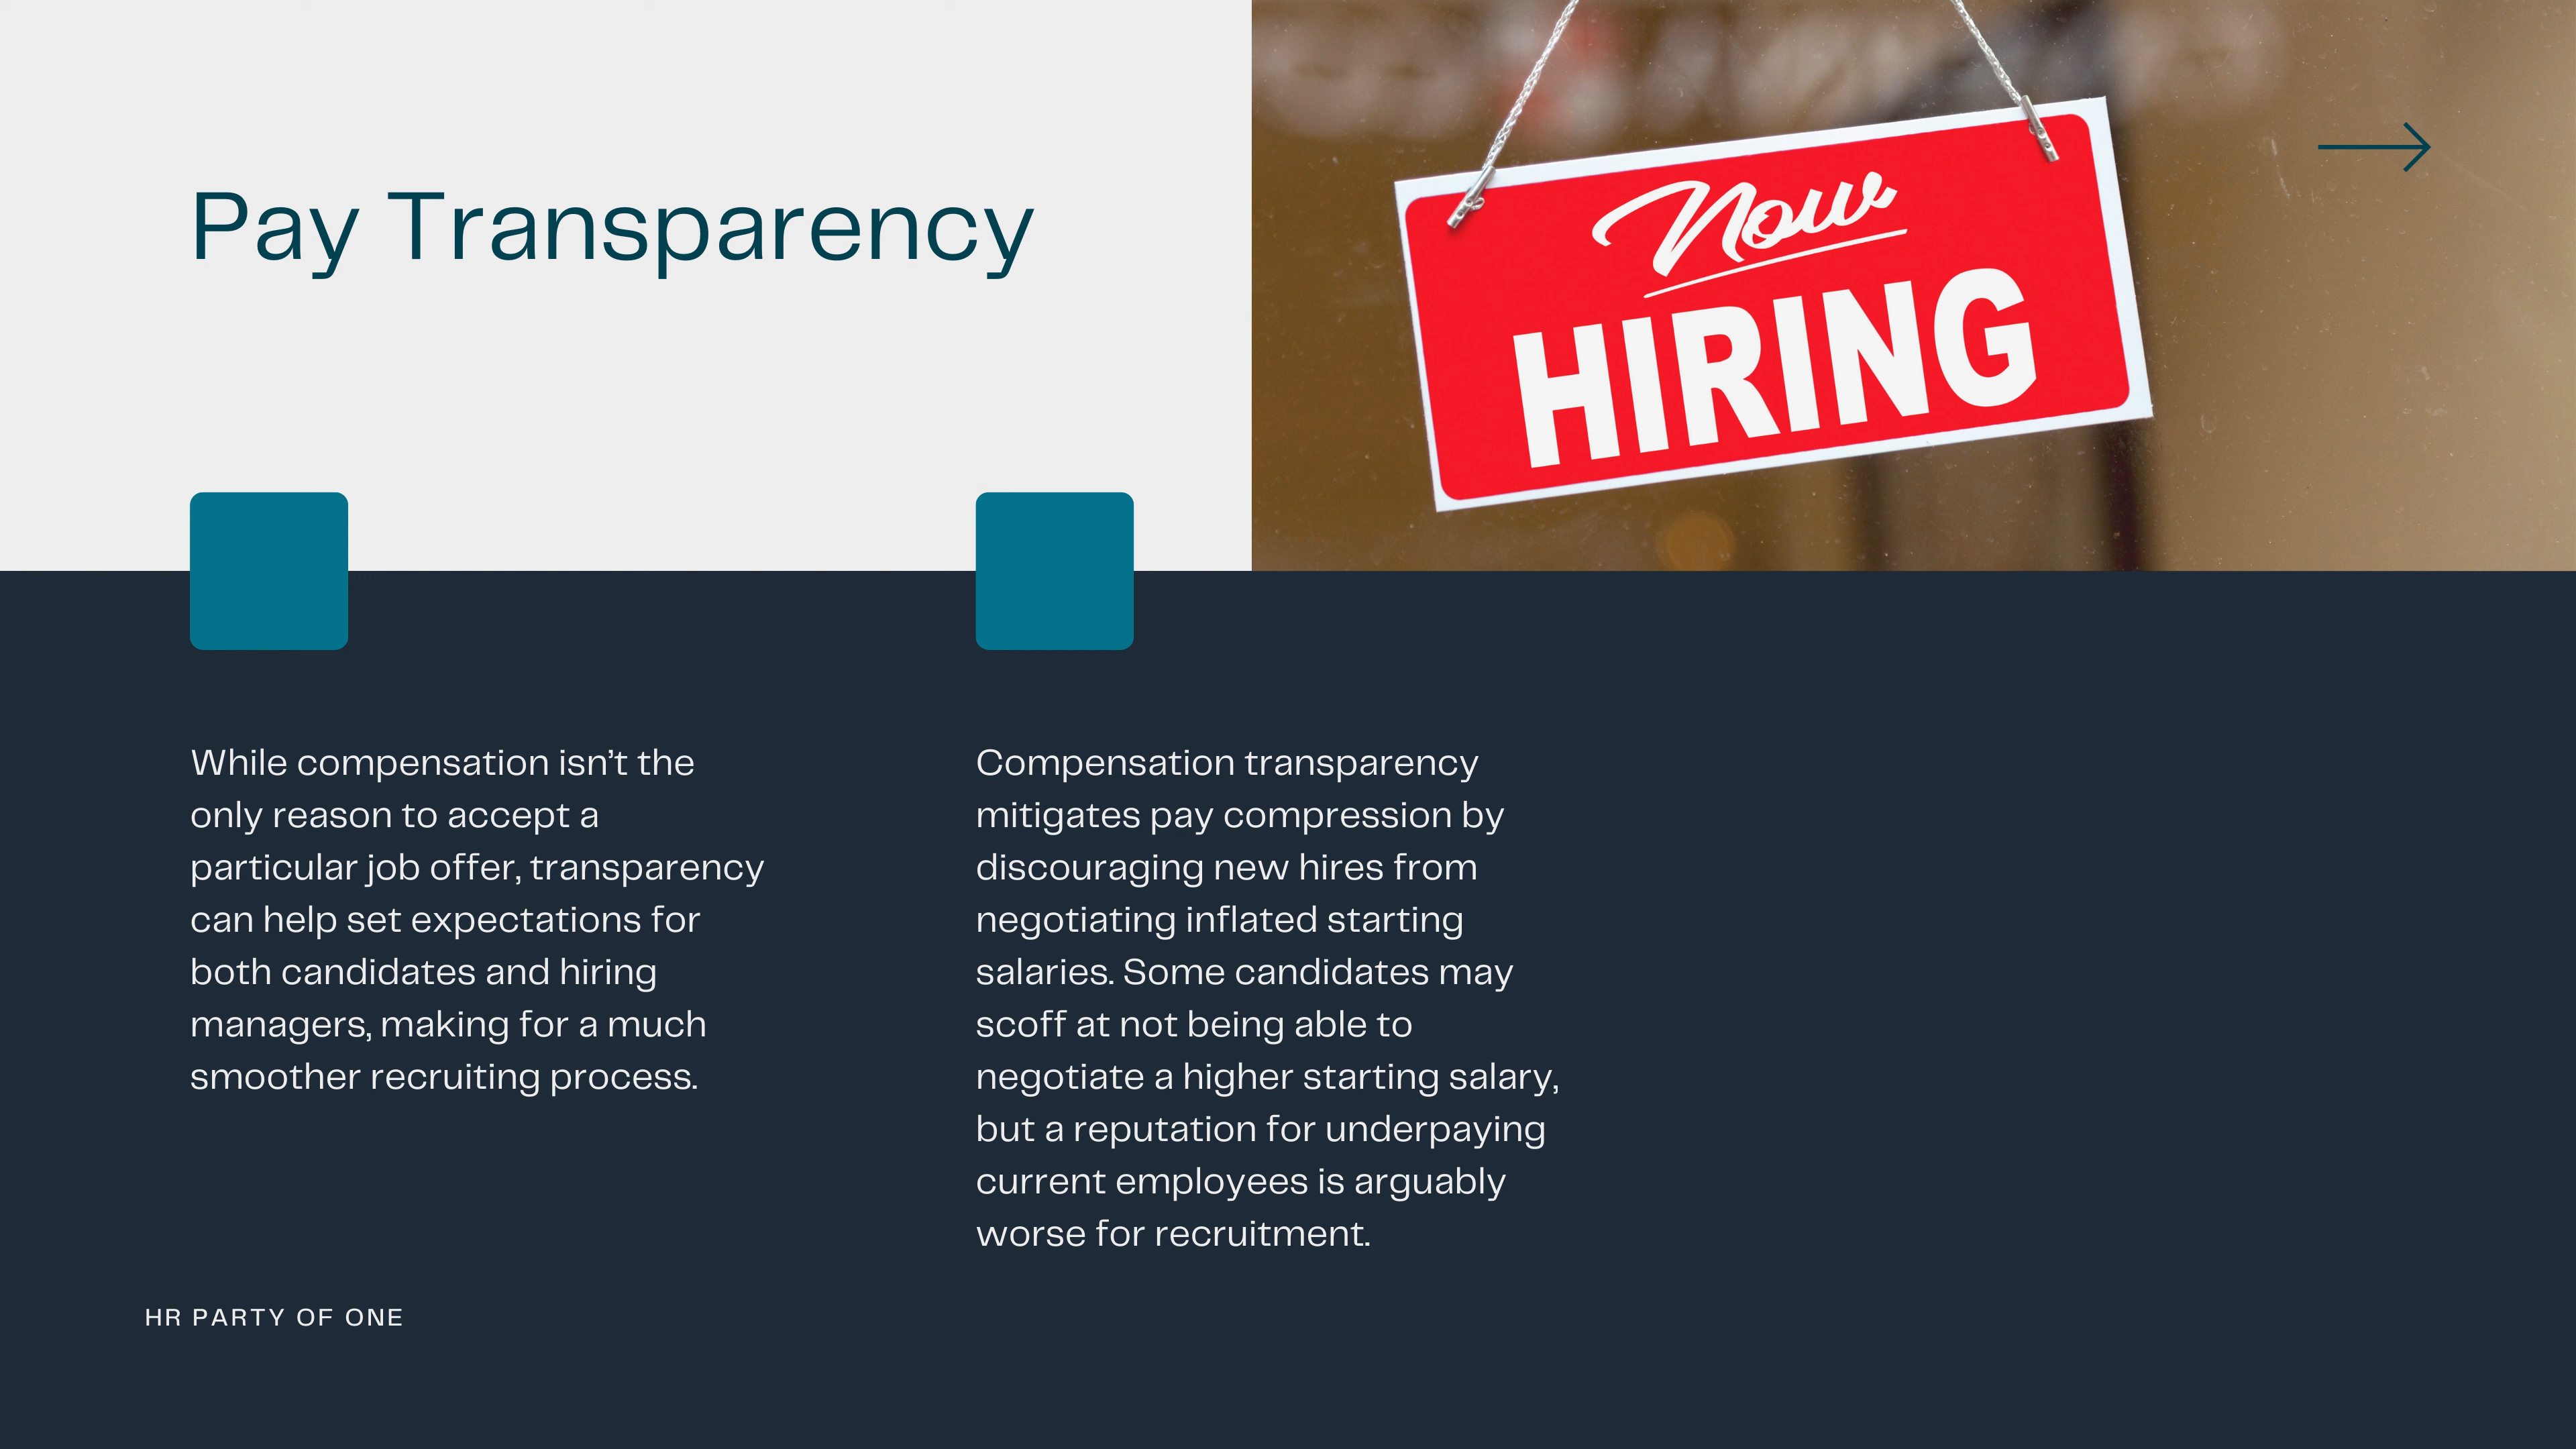 Pay Transparency
Now
HIRING
While compensation isn’t the
only reason to accept a
particular job offer, transparency
can help set expectations for
both candidates and hiring
managers, making for a much
smoother recruiting process.
Compensation transparency
mitigates pay compression by
discouraging new hires from
negotiating inflated starting
salaries. Some candidates may
scoff at not being able to
negotiate a higher starting salary,
but a reputation for underpaying
current employees is arguably
worse for recruitment.
HR PARTY OF ONE